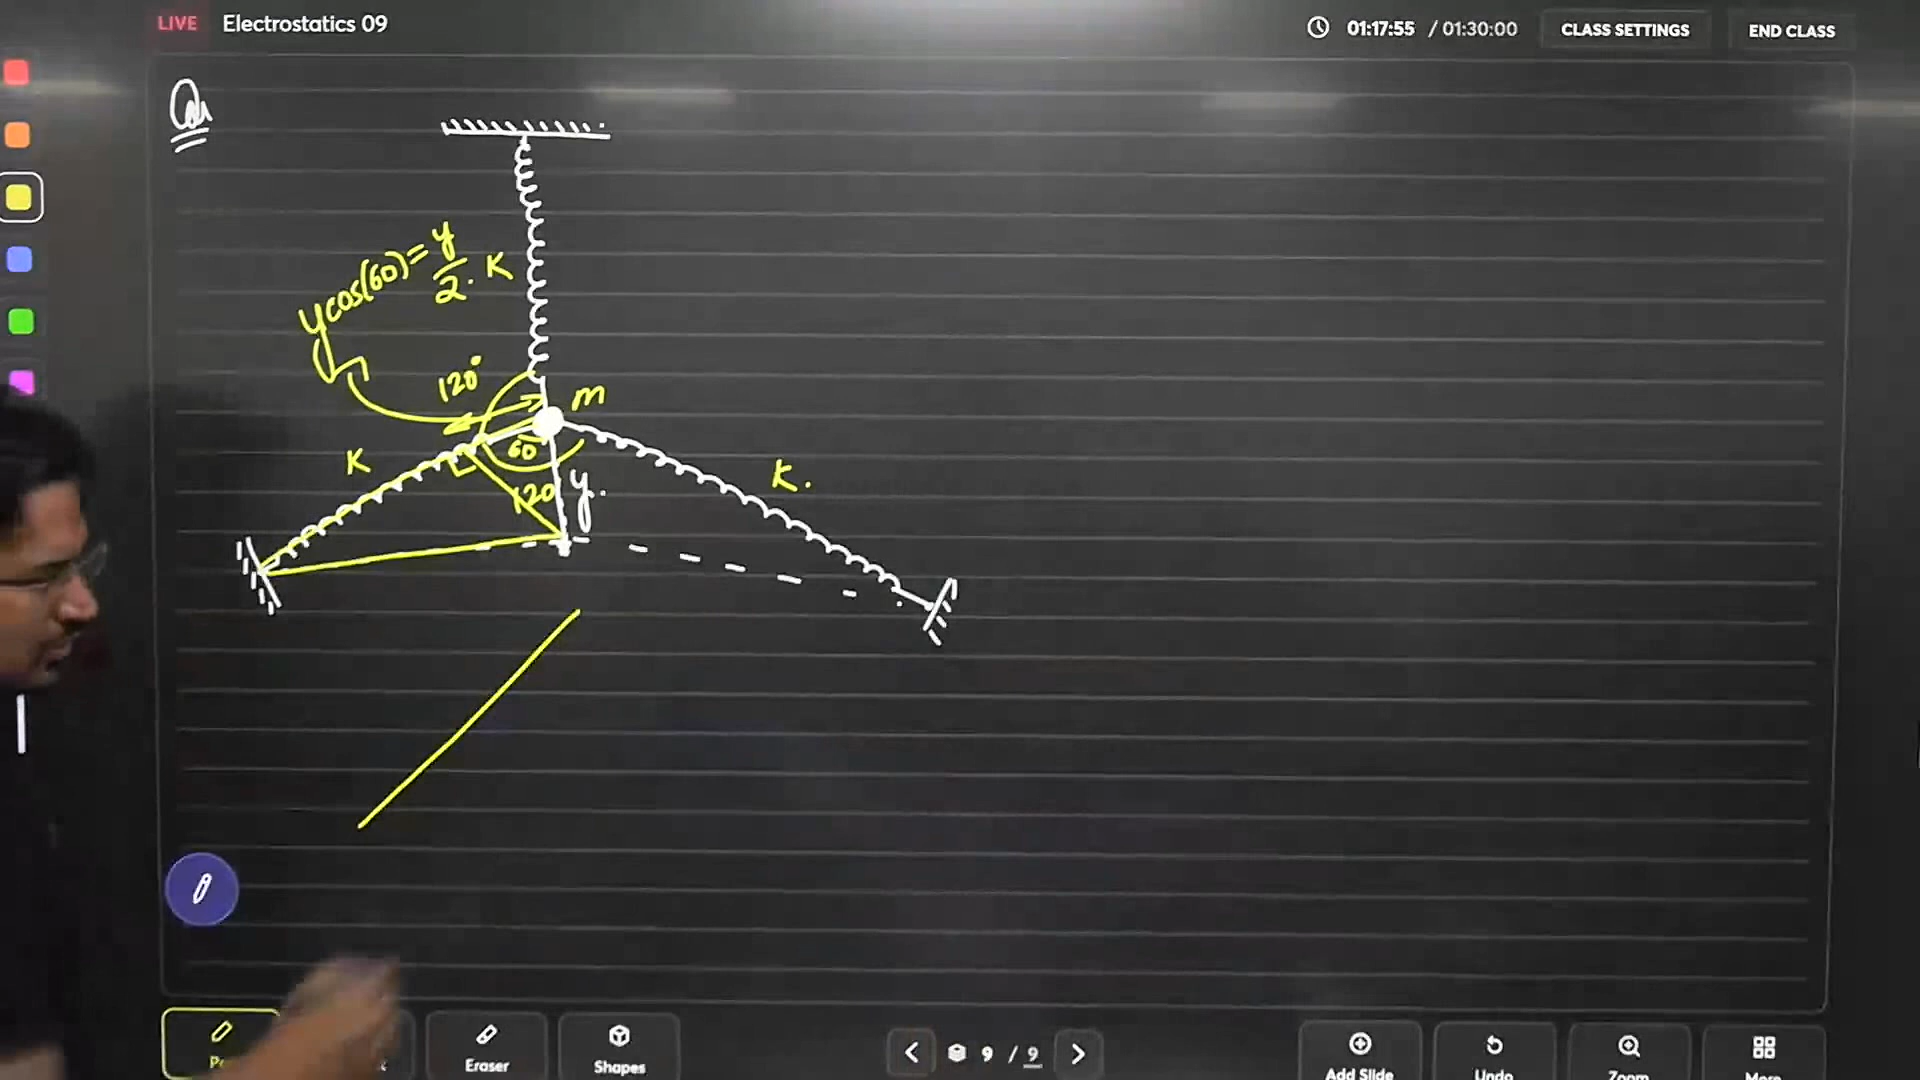 LIVE Electrostatics 09
01:17:55 / 01:30:00 CLASS SETTINGS END CLASS
ycos(60) = y/2 . K
120°
m
K
60
K.
120
y.
Eraser
Shapes
9 / 9
Add Slide
Undo
Zoom
More